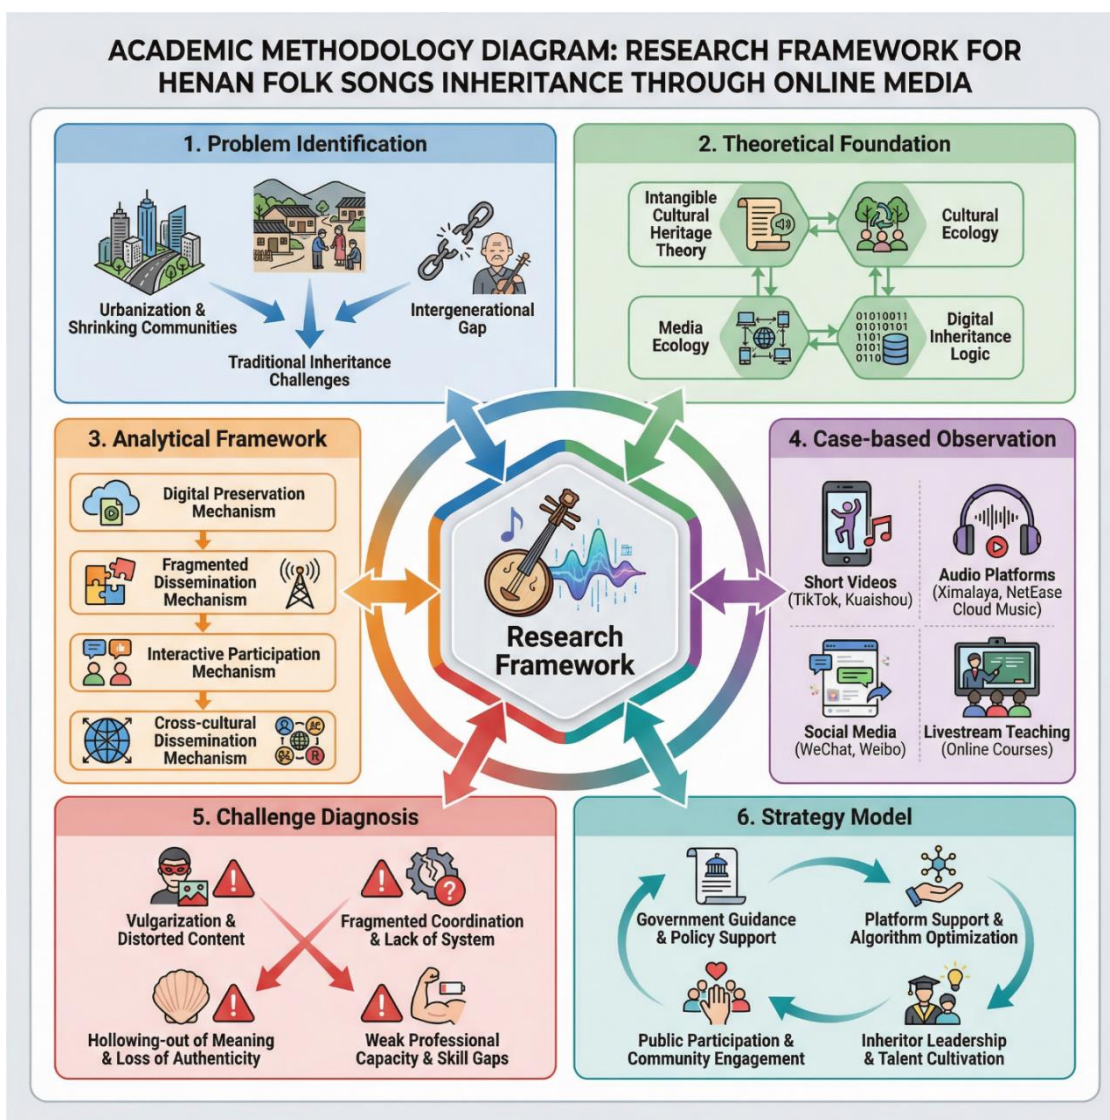 ACADEMIC METHODOLOGY DIAGRAM: RESEARCH FRAMEWORK FOR
HENAN FOLK SONGS INHERITANCE THROUGH ONLINE MEDIA
1. Problem Identification
Urbanization &
Shrinking Communities
Intergenerational
Gap
Traditional Inheritance
Challenges
2. Theoretical Foundation
Intangible
Cultural
Heritage
Theory
Cultural
Ecology
Media
Ecology
01010011
01010101
1101
0101
0110
Digital
Inheritance
Logic
3. Analytical Framework
Digital Preservation
Mechanism
Fragmented
Dissemination
Mechanism
Interactive Participation
Mechanism
Cross-cultural
Dissemination
Mechanism
Research
Framework
4. Case-based Observation
Short Videos
(TikTok, Kuaishou)
Audio Platforms
(Ximalaya, NetEase
Cloud Music)
Social Media
(WeChat, Weibo)
Livestream Teaching
(Online Courses)
5. Challenge Diagnosis
Vulgarization &
Distorted Content
Fragmented Coordination
& Lack of System
Hollowing-out of Meaning
& Loss of Authenticity
Weak Professional
Capacity & Skill Gaps
6. Strategy Model
Government Guidance
& Policy Support
Platform Support &
Algorithm Optimization
Public Participation &
Community Engagement
Inheritor Leadership
& Talent Cultivation